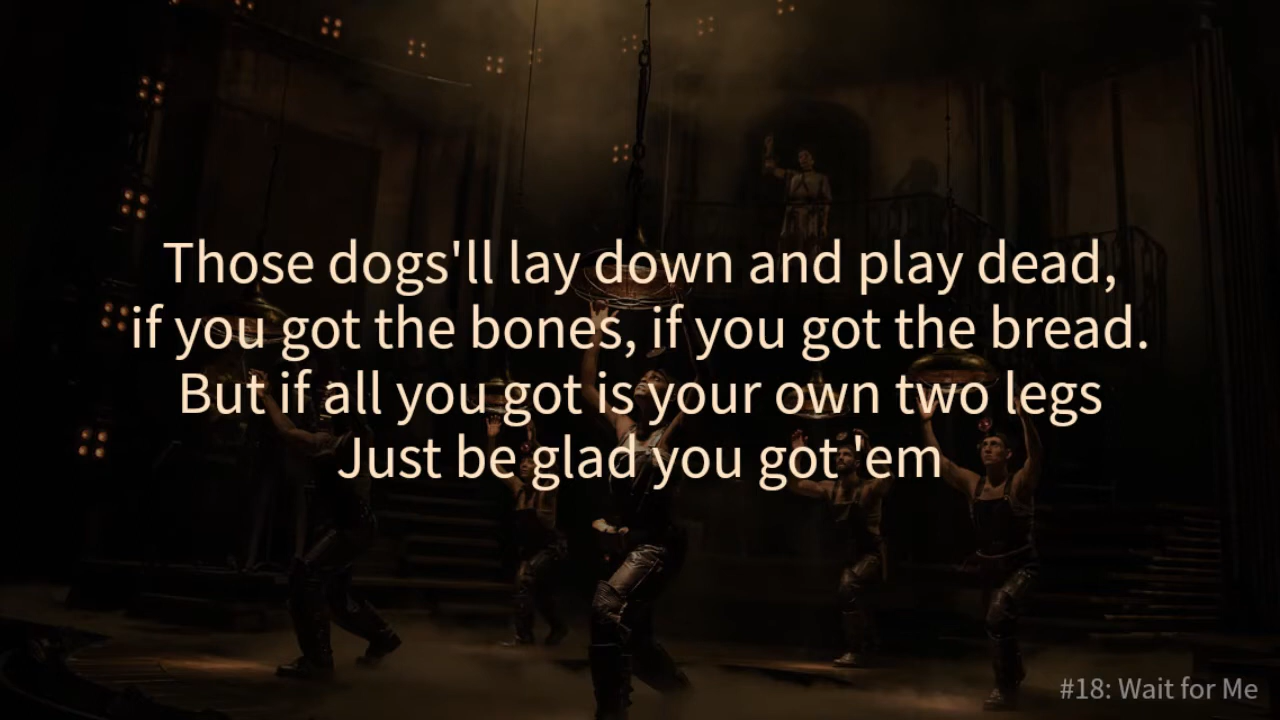 Those dogs'll lay down and play dead,
if you got the bones, if you got the bread.
But if all you got is your own two legs
Just be glad you got 'em
#18: Wait for Me